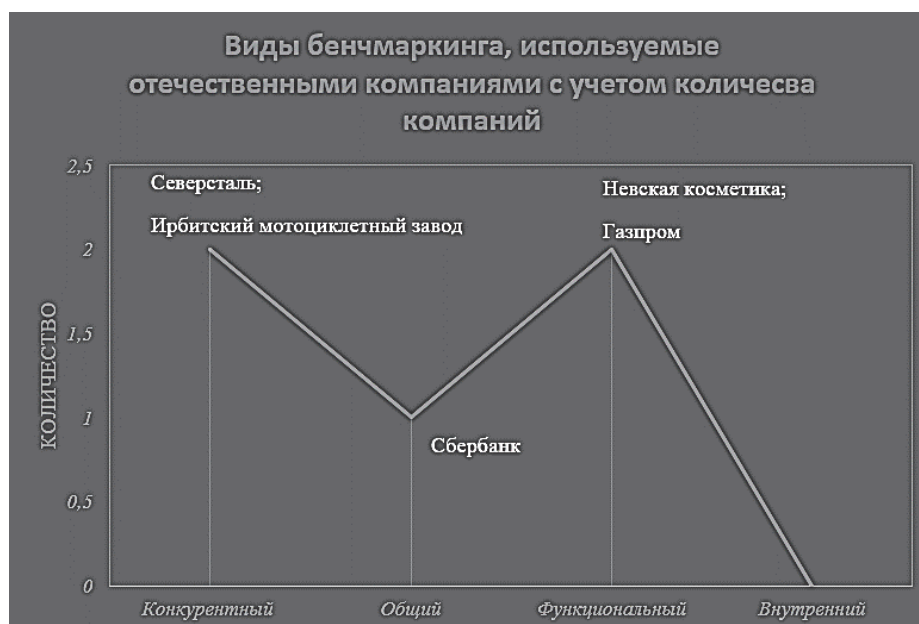 Виды бенчмаркинга, используемые
отечественными компаниями с учетом количесва
компаний
2,5
2
1,5
1
0,5
0
КОЛИЧЕСТВО
Северсталь;
Ирбитский мотоциклетный завод
Невская косметика;
Газпром
Сбербанк
Конкурентный
Общий
Функциональный
Внутренний